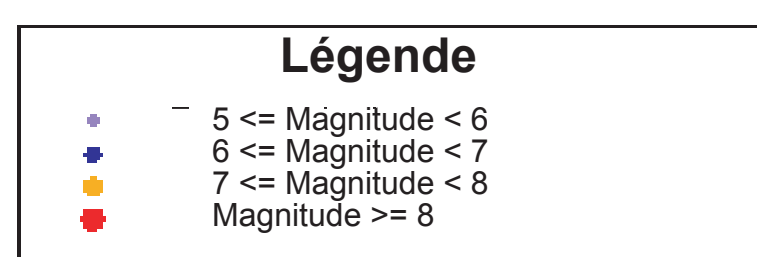 Légende
5 <= Magnitude < 6
6 <= Magnitude < 7
7 <= Magnitude < 8
Magnitude >= 8